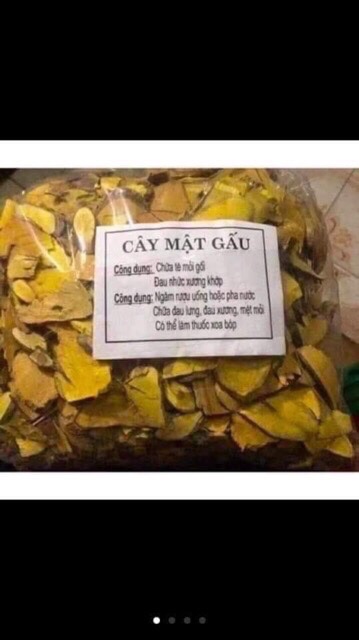 CÂY MẬT GẤU
Công dụng: Chữa tê mỏi gối
Đau nhức xương khớp
Công dụng: Ngâm rượu uống hoặc pha nước
Chữa đau lưng, đau xương, mệt mỏi
Có thể làm thuốc xoa bóp